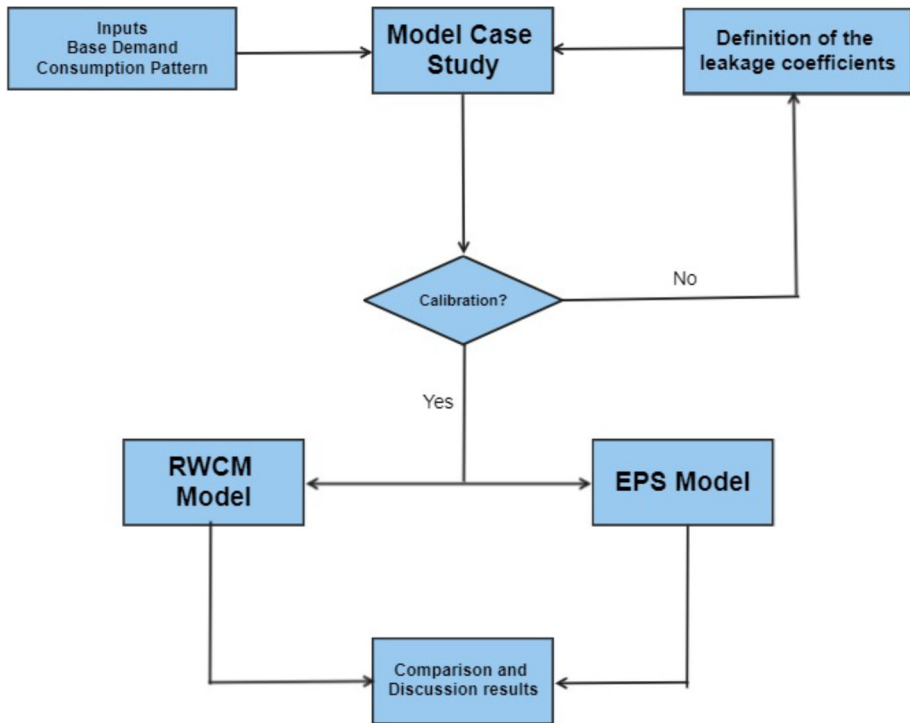 Inputs
Base Demand
Consumption Pattern
Model Case
Study
Definition of the
leakage coefficients
Calibration?
No
Yes
RWCM
Model
EPS Model
Comparison and
Discussion results